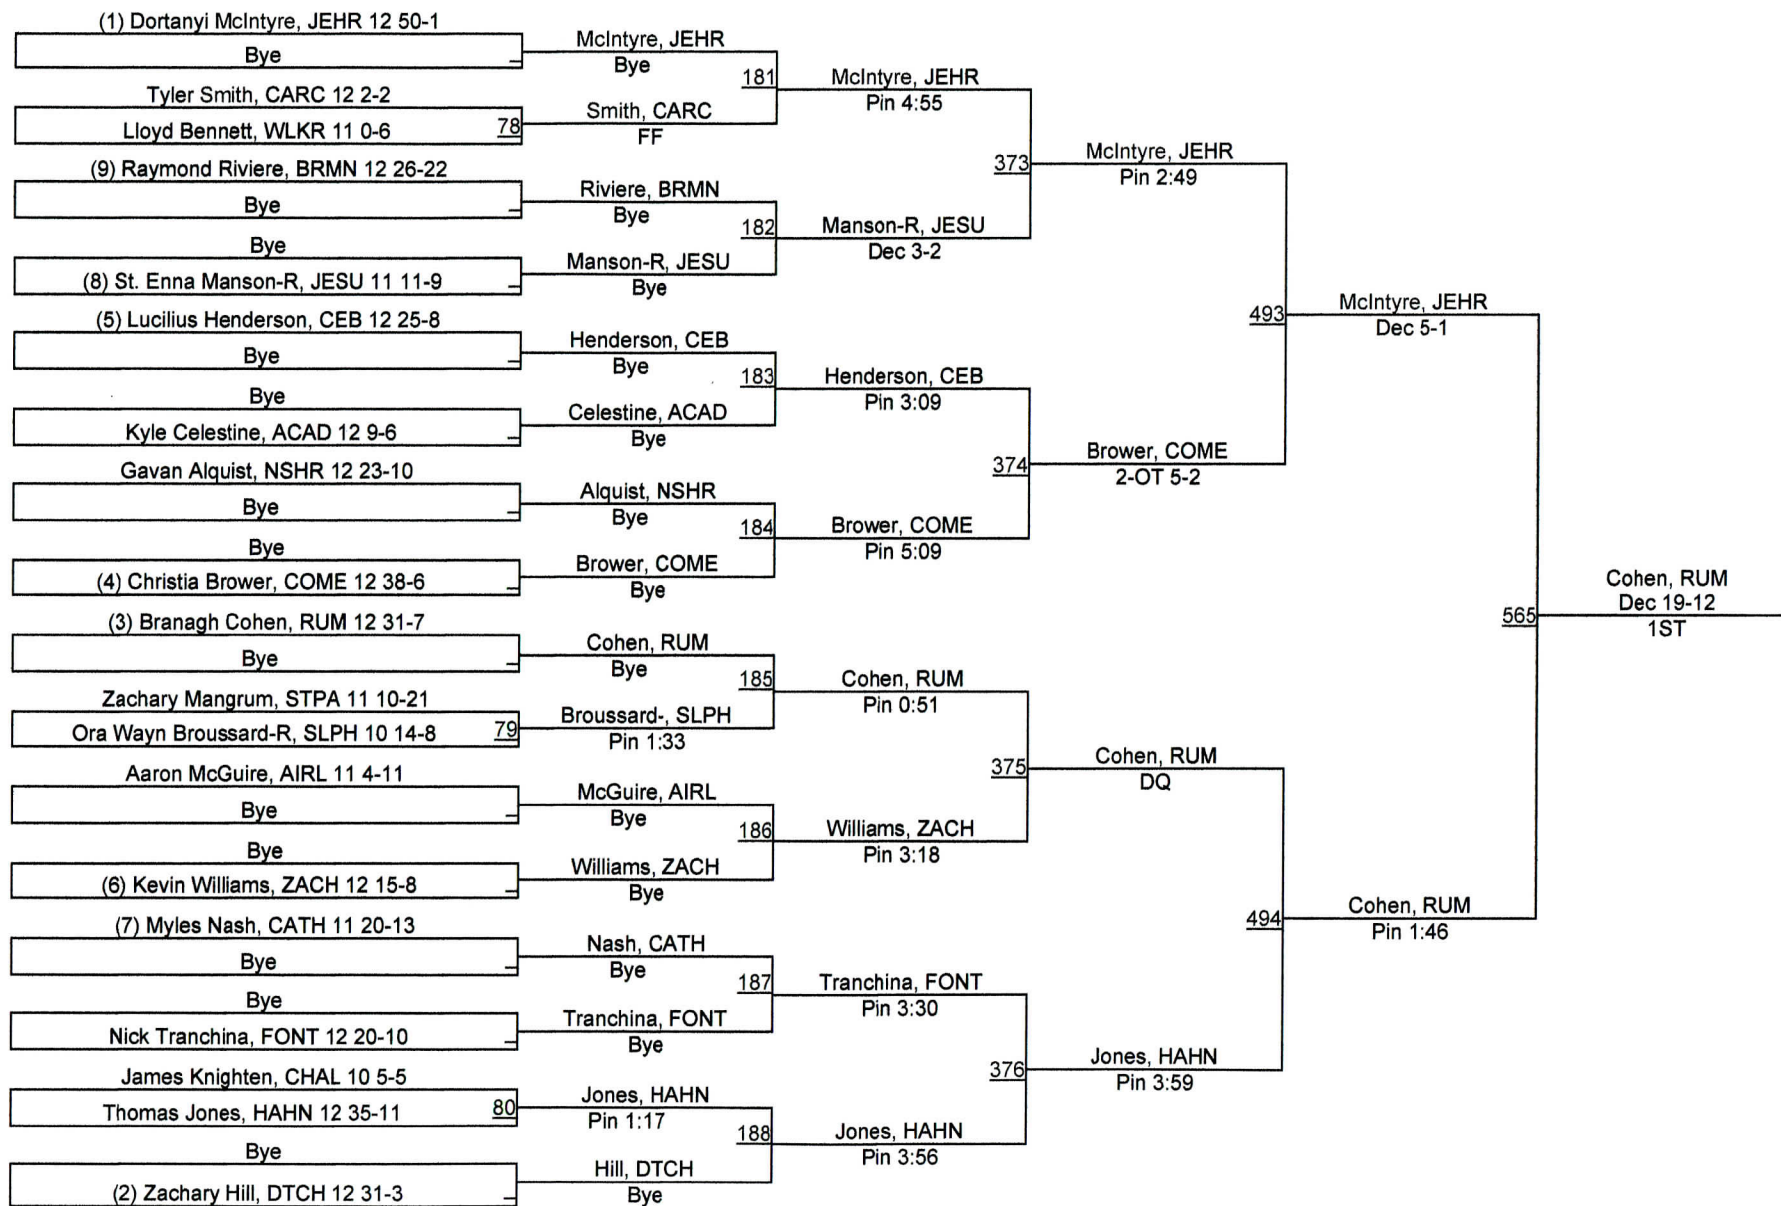 (1) Dortanyi McIntyre, JEHR 12 50-1
Bye
Tyler Smith, CARC 12 2-2
Lloyd Bennett, WLKR 11 0-6
78
(9) Raymond Riviere, BRMN 12 26-22
Bye
Bye
(8) St. Enna Manson-R, JESU 11 11-9
(5) Lucilius Henderson, CEB 12 25-8
Bye
Bye
Kyle Celestine, ACAD 12 9-6
Gavan Alquist, NSHR 12 23-10
Bye
Bye
(4) Christia Brower, COME 12 38-6
(3) Branagh Cohen, RUM 12 31-7
Bye
Zachary Mangrum, STPA 11 10-21
Ora Wayn Broussard-R, SLPH 10 14-8
79
Aaron McGuire, AIRL 11 4-11
Bye
Bye
(6) Kevin Williams, ZACH 12 15-8
(7) Myles Nash, CATH 11 20-13
Bye
Bye
Nick Tranchina, FONT 12 20-10
James Knighten, CHAL 10 5-5
Thomas Jones, HAHN 12 35-11
80
Bye
(2) Zachary Hill, DTCH 12 31-3
McIntyre, JEHR
Bye
181
Smith, CARC
FF
Riviere, BRMN
Bye
182
Manson-R, JESU
Bye
Henderson, CEB
Bye
183
Celestine, ACAD
Bye
Alquist, NSHR
Bye
184
Brower, COME
Bye
Cohen, RUM
Bye
185
Broussard-, SLPH
Pin 1:33
McGuire, AIRL
Bye
186
Williams, ZACH
Bye
Nash, CATH
Bye
187
Tranchina, FONT
Bye
Jones, HAHN
Pin 1:17
188
Hill, DTCH
Bye
McIntyre, JEHR
Pin 4:55
373
Manson-R, JESU
Dec 3-2
Henderson, CEB
Pin 3:09
374
Brower, COME
Pin 5:09
Cohen, RUM
Pin 0:51
375
Williams, ZACH
Pin 3:18
Tranchina, FONT
Pin 3:30
376
Jones, HAHN
Pin 3:56
McIntyre, JEHR
Pin 2:49
493
Brower, COME
2-OT 5-2
Cohen, RUM
DQ
494
Jones, HAHN
Pin 3:59
McIntyre, JEHR
Dec 5-1
565
Cohen, RUM
Pin 1:46
Cohen, RUM
Dec 19-12
1ST